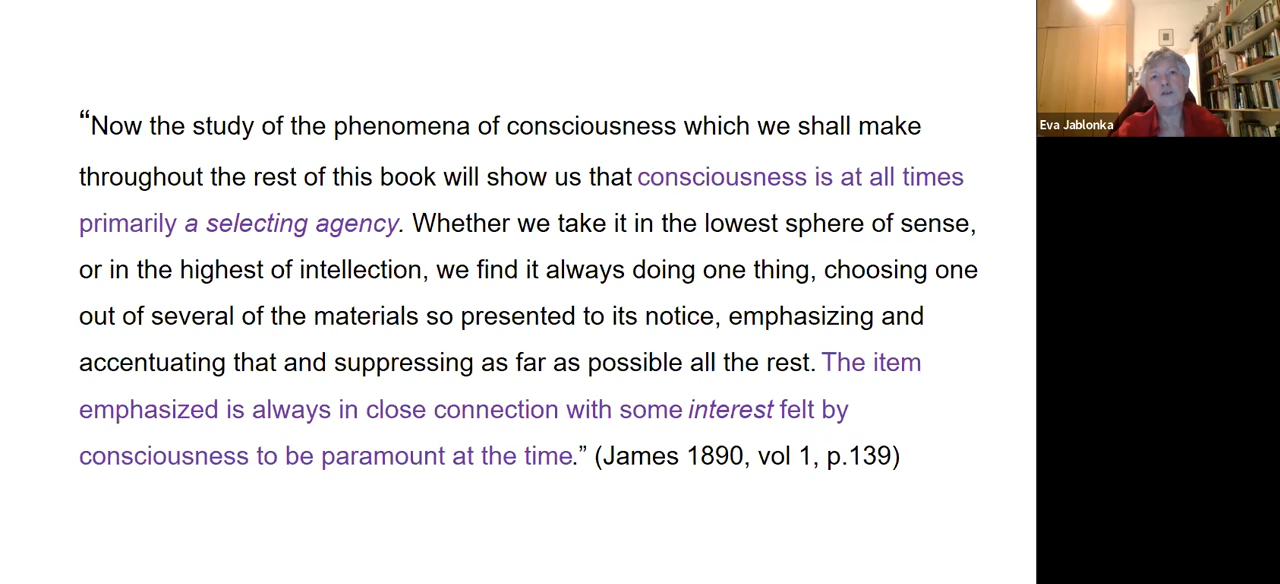 “Now the study of the phenomena of consciousness which we shall make
throughout the rest of this book will show us that consciousness is at all times
primarily a selecting agency. Whether we take it in the lowest sphere of sense,
or in the highest of intellection, we find it always doing one thing, choosing one
out of several of the materials so presented to its notice, emphasizing and
accentuating that and suppressing as far as possible all the rest. The item
emphasized is always in close connection with some interest felt by
consciousness to be paramount at the time.” (James 1890, vol 1, p.139)
Eva Jablonka